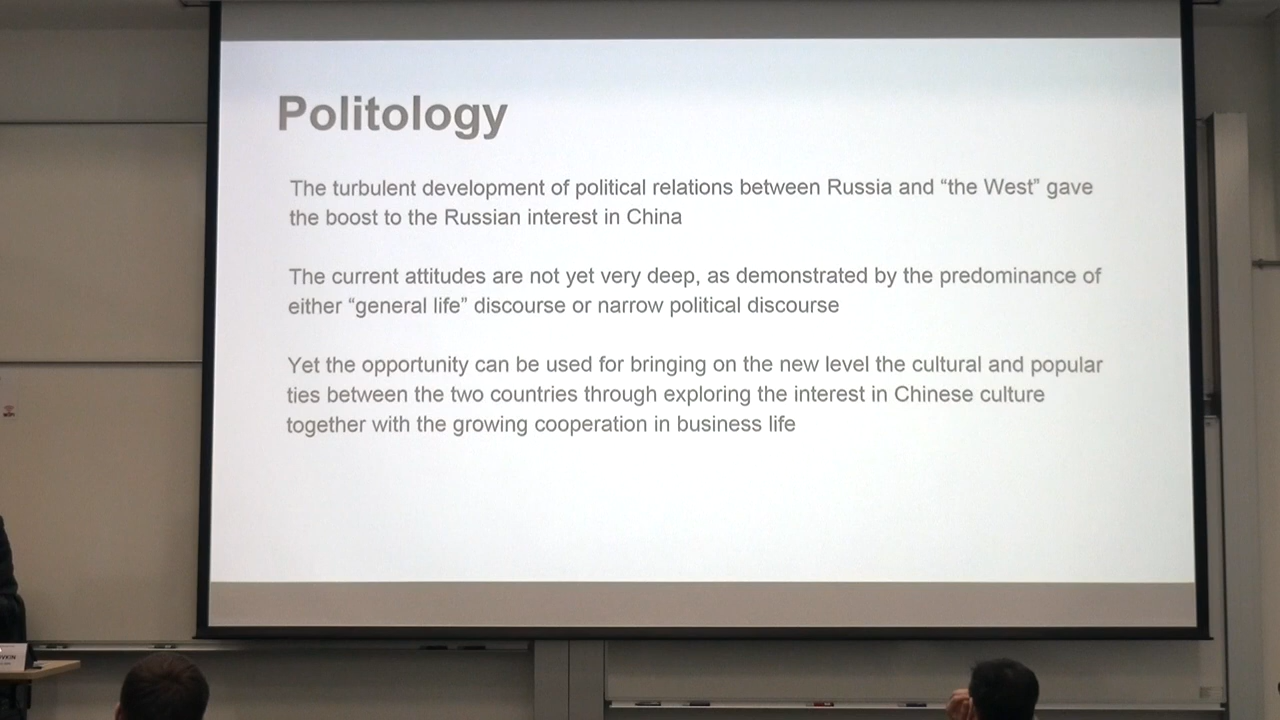 Politology
The turbulent development of political relations between Russia and “the West” gave
the boost to the Russian interest in China
The current attitudes are not yet very deep, as demonstrated by the predominance of
either “general life” discourse or narrow political discourse
Yet the opportunity can be used for bringing on the new level the cultural and popular
ties between the two countries through exploring the interest in Chinese culture
together with the growing cooperation in business life